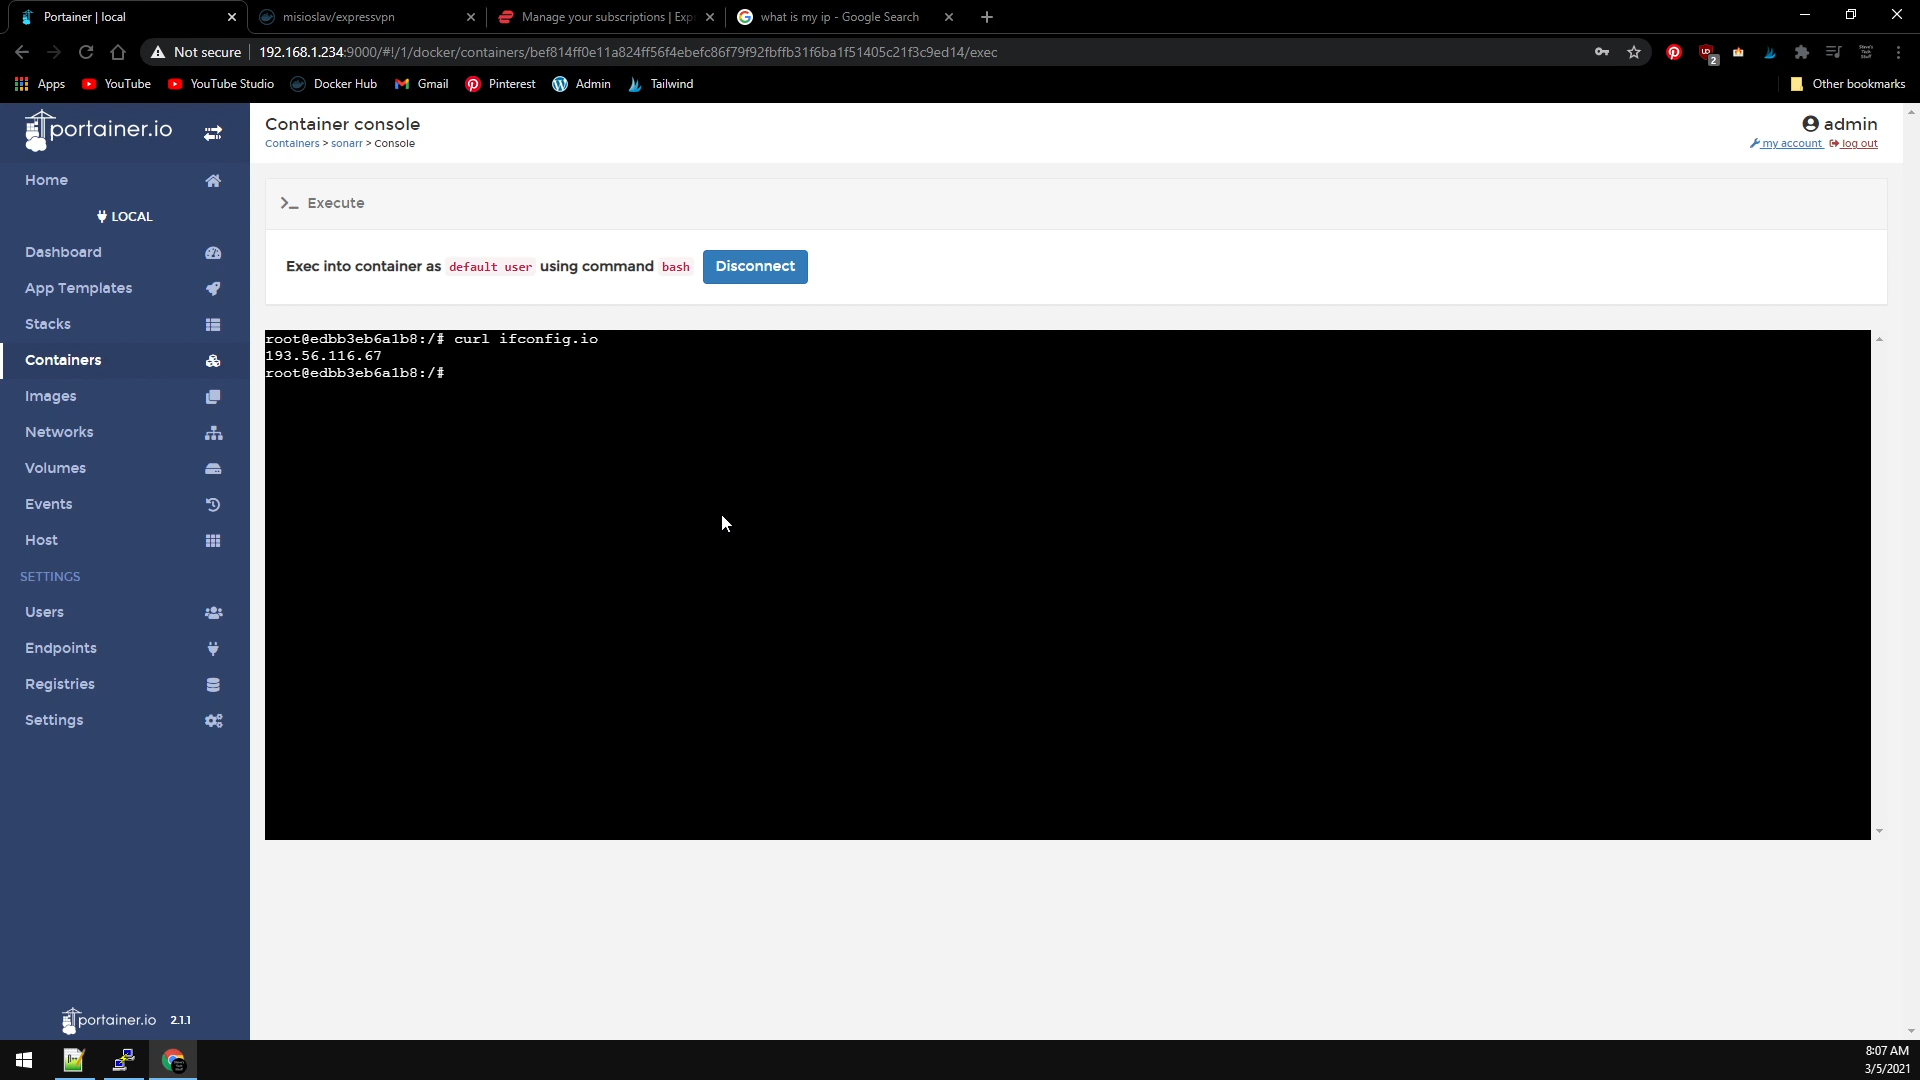 Portainer | local
misioslav/expressvpn
Manage your subscriptions | Exp
what is my ip - Google Search
Not secure
192.168.1.234:9000/#!/1/docker/containers/bef814ff0e11a824ff56f4ebefc86f79f92fbffb31f6ba1f51405c21f3c9ed14/exec
2
Apps
YouTube
YouTube Studio
Docker Hub
Gmail
Pinterest
Admin
Tailwind
Other bookmarks
portainer.io
Home
LOCAL
Dashboard
App Templates
Stacks
Containers
Images
Networks
Volumes
Events
Host
SETTINGS
Users
Endpoints
Registries
Settings
portainer.io 2.1.1
Container console
Containers > sonarr > Console
admin
my account log out
>_ Execute
Exec into container as default user using command bash Disconnect
root@edbb3eb6a1b8:/# curl ifconfig.io
193.56.116.67
root@edbb3eb6a1b8:/#
8:07 AM
3/5/2021